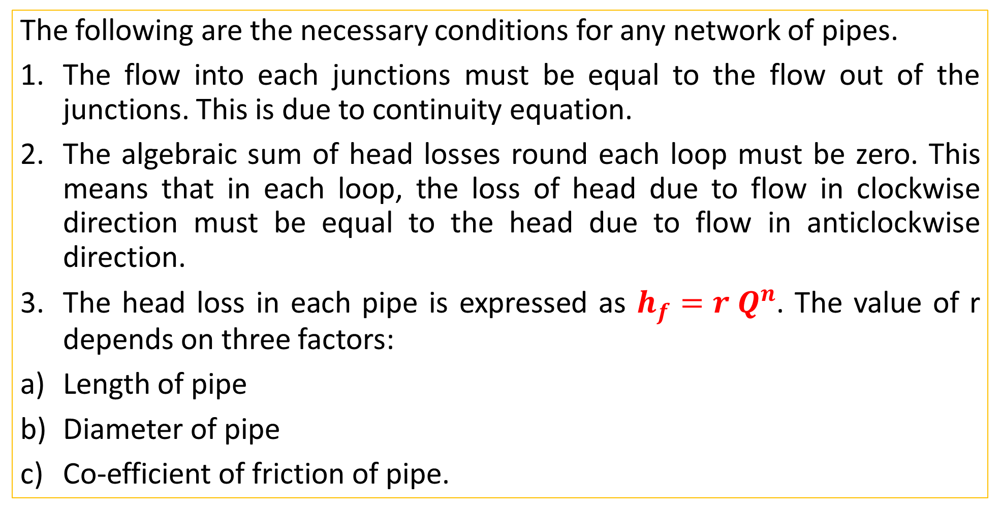 The following are the necessary conditions for any network of pipes.
1. The flow into each junctions must be equal to the flow out of the
junctions. This is due to continuity equation.
2. The algebraic sum of head losses round each loop must be zero. This
means that in each loop, the loss of head due to flow in clockwise
direction must be equal to the head due to flow in anticlockwise
direction.
3. The head loss in each pipe is expressed as $h_f = r Q^n$. The value of r
depends on three factors:
a) Length of pipe
b) Diameter of pipe
c) Co-efficient of friction of pipe.